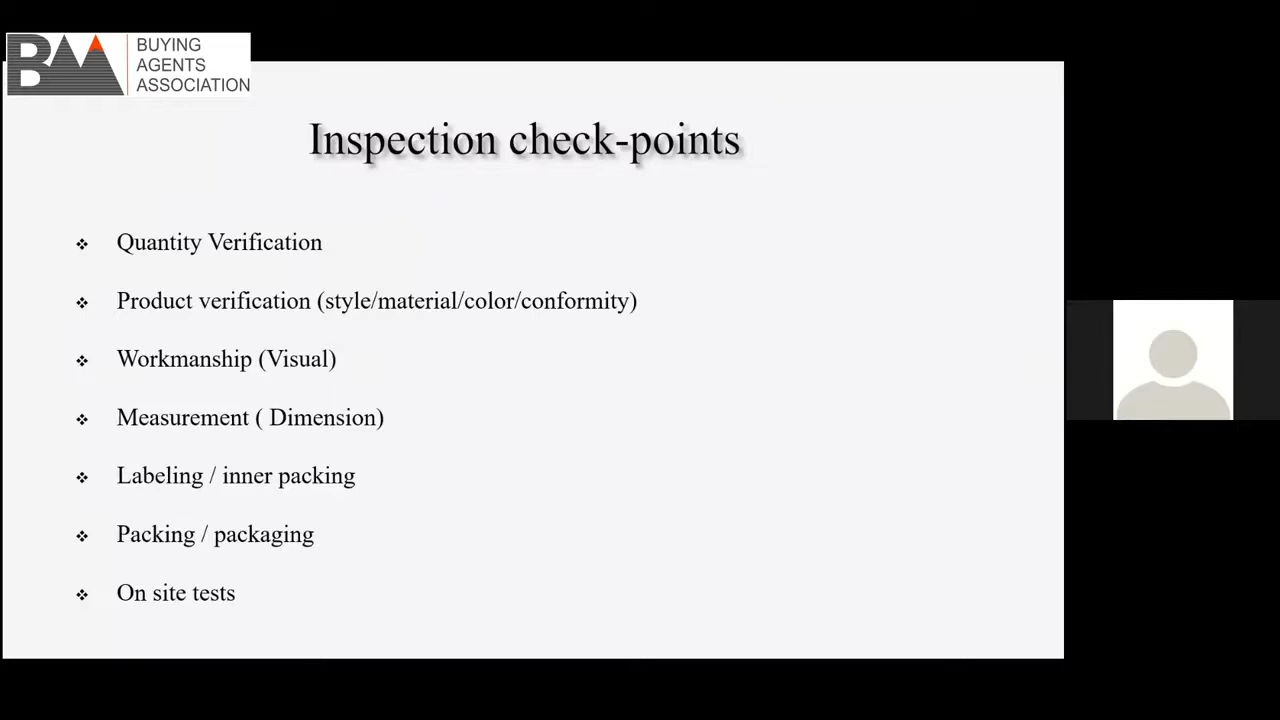 BAA
BUYING
AGENTS
ASSOCIATION
Inspection check-points
Quantity Verification
Product verification (style/material/color/conformity)
Workmanship (Visual)
Measurement ( Dimension)
Labeling / inner packing
Packing / packaging
On site tests